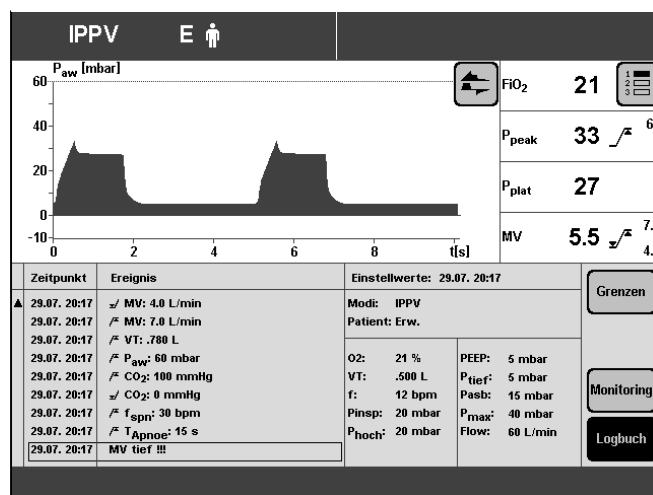 IPPV E
Paw [mbar]
60
40
20
0
-10
0 2 4 6 8 t[s]
FiO2 21
1
2
3
Ppeak 33 6
Pplat 27
MV 5.5 7.
4.
Zeitpunkt Ereignis
29.07. 20:17 MV: 4.0 L/min
29.07. 20:17 MV: 7.0 L/min
29.07. 20:17 VT: .780 L
29.07. 20:17 Paw: 60 mbar
29.07. 20:17 CO2: 100 mmHg
29.07. 20:17 CO2: 0 mmHg
29.07. 20:17 fspn: 30 bpm
29.07. 20:17 TApnoe: 15 s
29.07. 20:17 MV tief !!!
Einstellwerte: 29.07. 20:17
Modi: IPPV
Patient: Erw.
O2: 21 % PEEP: 5 mbar
VT: .500 L Ptief: 5 mbar
f: 12 bpm Pasb: 15 mbar
Pinsp: 20 mbar Pmax: 40 mbar
Phoch: 20 mbar Flow: 60 L/min
Grenzen
Monitoring
Logbuch